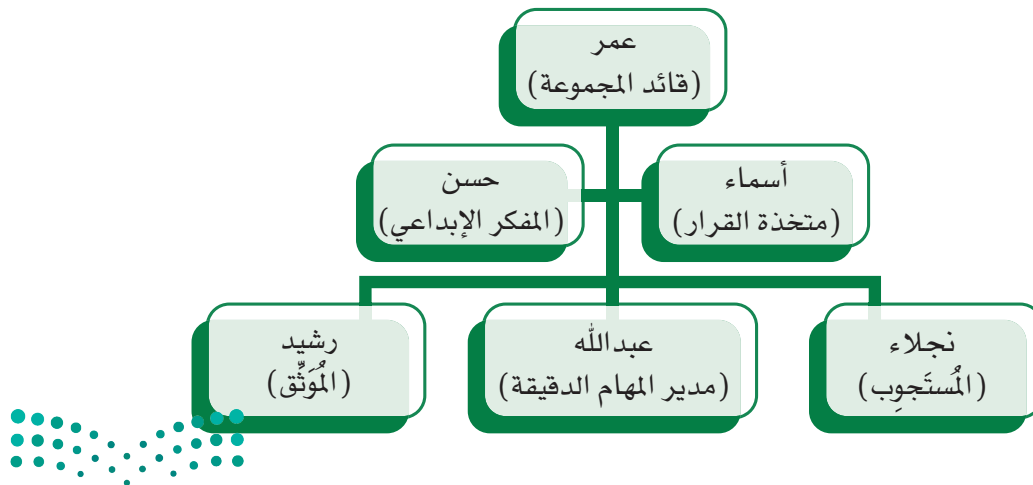 عمر
(قائد المجموعة)
أسماء
(متخذة القرار)
حسن
(المفكر الإبداعي)
نجلاء
(المُستَجوِب)
عبدالله
(مدير المهام الدقيقة)
رشيد
(المُوَثِّق)